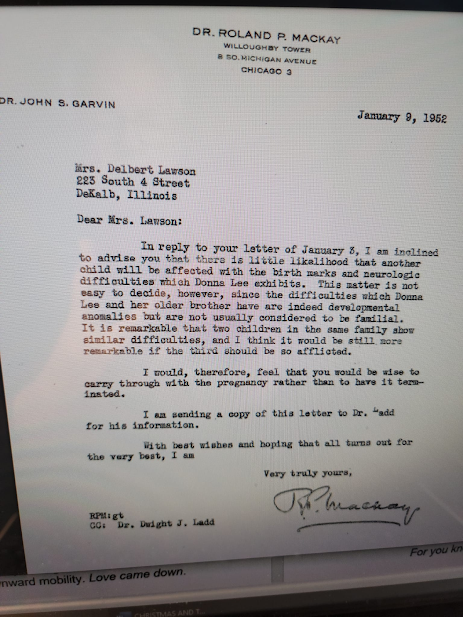 DR. ROLAND P. MACKAY
WILLOUGHBY TOWER
8 SO. MICHIGAN AVENUE
CHICAGO 3
DR. JOHN S. GARVIN
January 9, 1952
Mrs. Delbert Lawson
223 South 4 Street
DeKalb, Illinois
Dear Mrs. Lawson:
In reply to your letter of January 3, I am inclined
to advise you that there is little likelihood that another
child will be affected with the birth marks and neurologic
difficulties which Donna Lee exhibits. This matter is not
easy to decide, however, since the difficulties which Donna
Lee and her older brother have are indeed developmental
anomalies but are not usually considered to be familial.
It is remarkable that two children in the same family show
similar difficulties, and I think it would be still more
remarkable if the third should be so afflicted.
I would, therefore, feel that you would be wise to
carry through with the pregnancy rather than to have it term-
inated.
I am sending a copy of this letter to Dr. "add
for his information.
With best wishes and hoping that all turns out for
the very best, I am
Very truly yours,
R.P. Mackay
RPM:gt
CC: Dr. Dwight J. Ladd
For you kn
nward mobility. Love came down.
CHRISTMAS AND T...